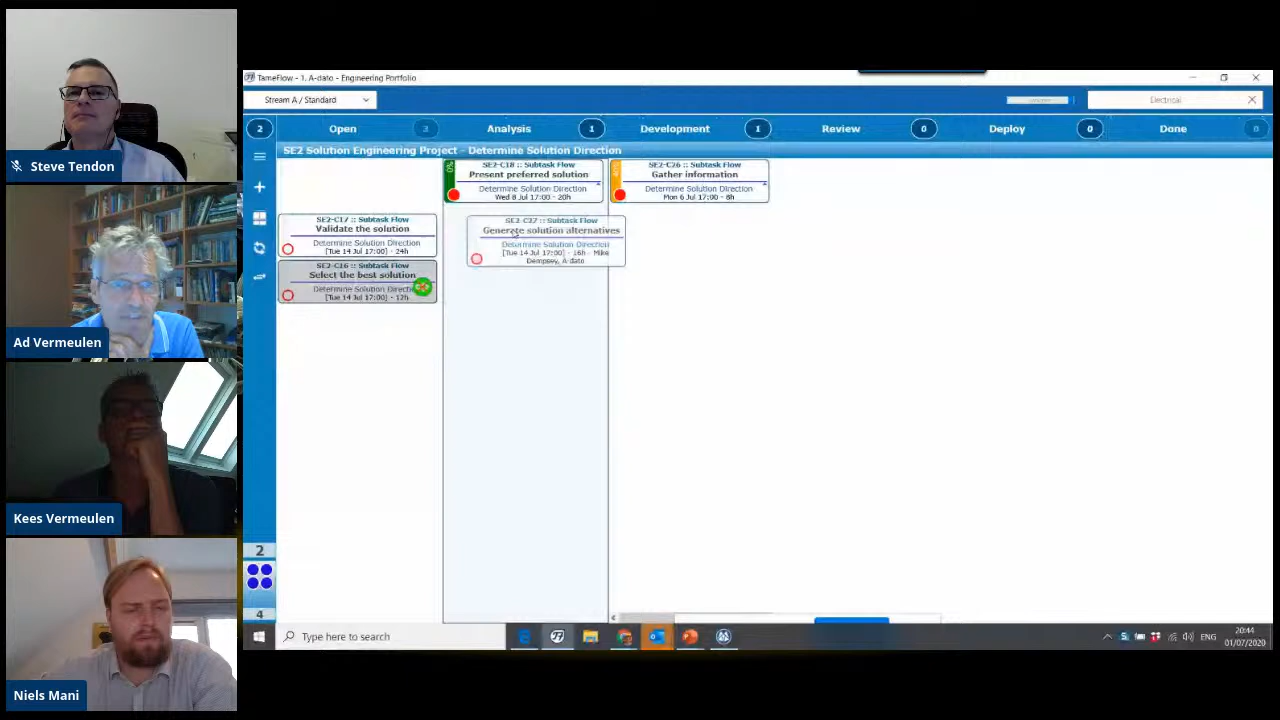 Steve Tendon
Ad Vermeulen
Kees Vermeulen
Niels Mani
TameFlow - 1. A-dato - Engineering Portfolio
Stream A / Standard
Electrical
2 Open 3 Analysis 1 Development 1 Review 0 Deploy 0 Done 0
SE2 Solution Engineering Project - Determine Solution Direction
0%
SE2-C18 :: Subtask Flow
Present preferred solution
Determine Solution Direction
Wed 8 Jul 17:00 - 20h
SE2-C26 :: Subtask Flow
Gather information
Determine Solution Direction
Mon 6 Jul 17:00 - 8h
SE2-C17 :: Subtask Flow
Validate the solution
Determine Solution Direction
[Tue 14 Jul 17:00] - 24h
SE2-C27 :: Subtask Flow
Generate solution alternatives
Determine Solution Direction
[Tue 14 Jul 17:00] - 16h - Mike
Dempsey, A-dato
SE2-C16 :: Subtask Flow
Select the best solution
Determine Solution Direct
[Tue 14 Jul 17:00] - 12h
2
4
Type here to search
ENG
20:44
01/07/2020